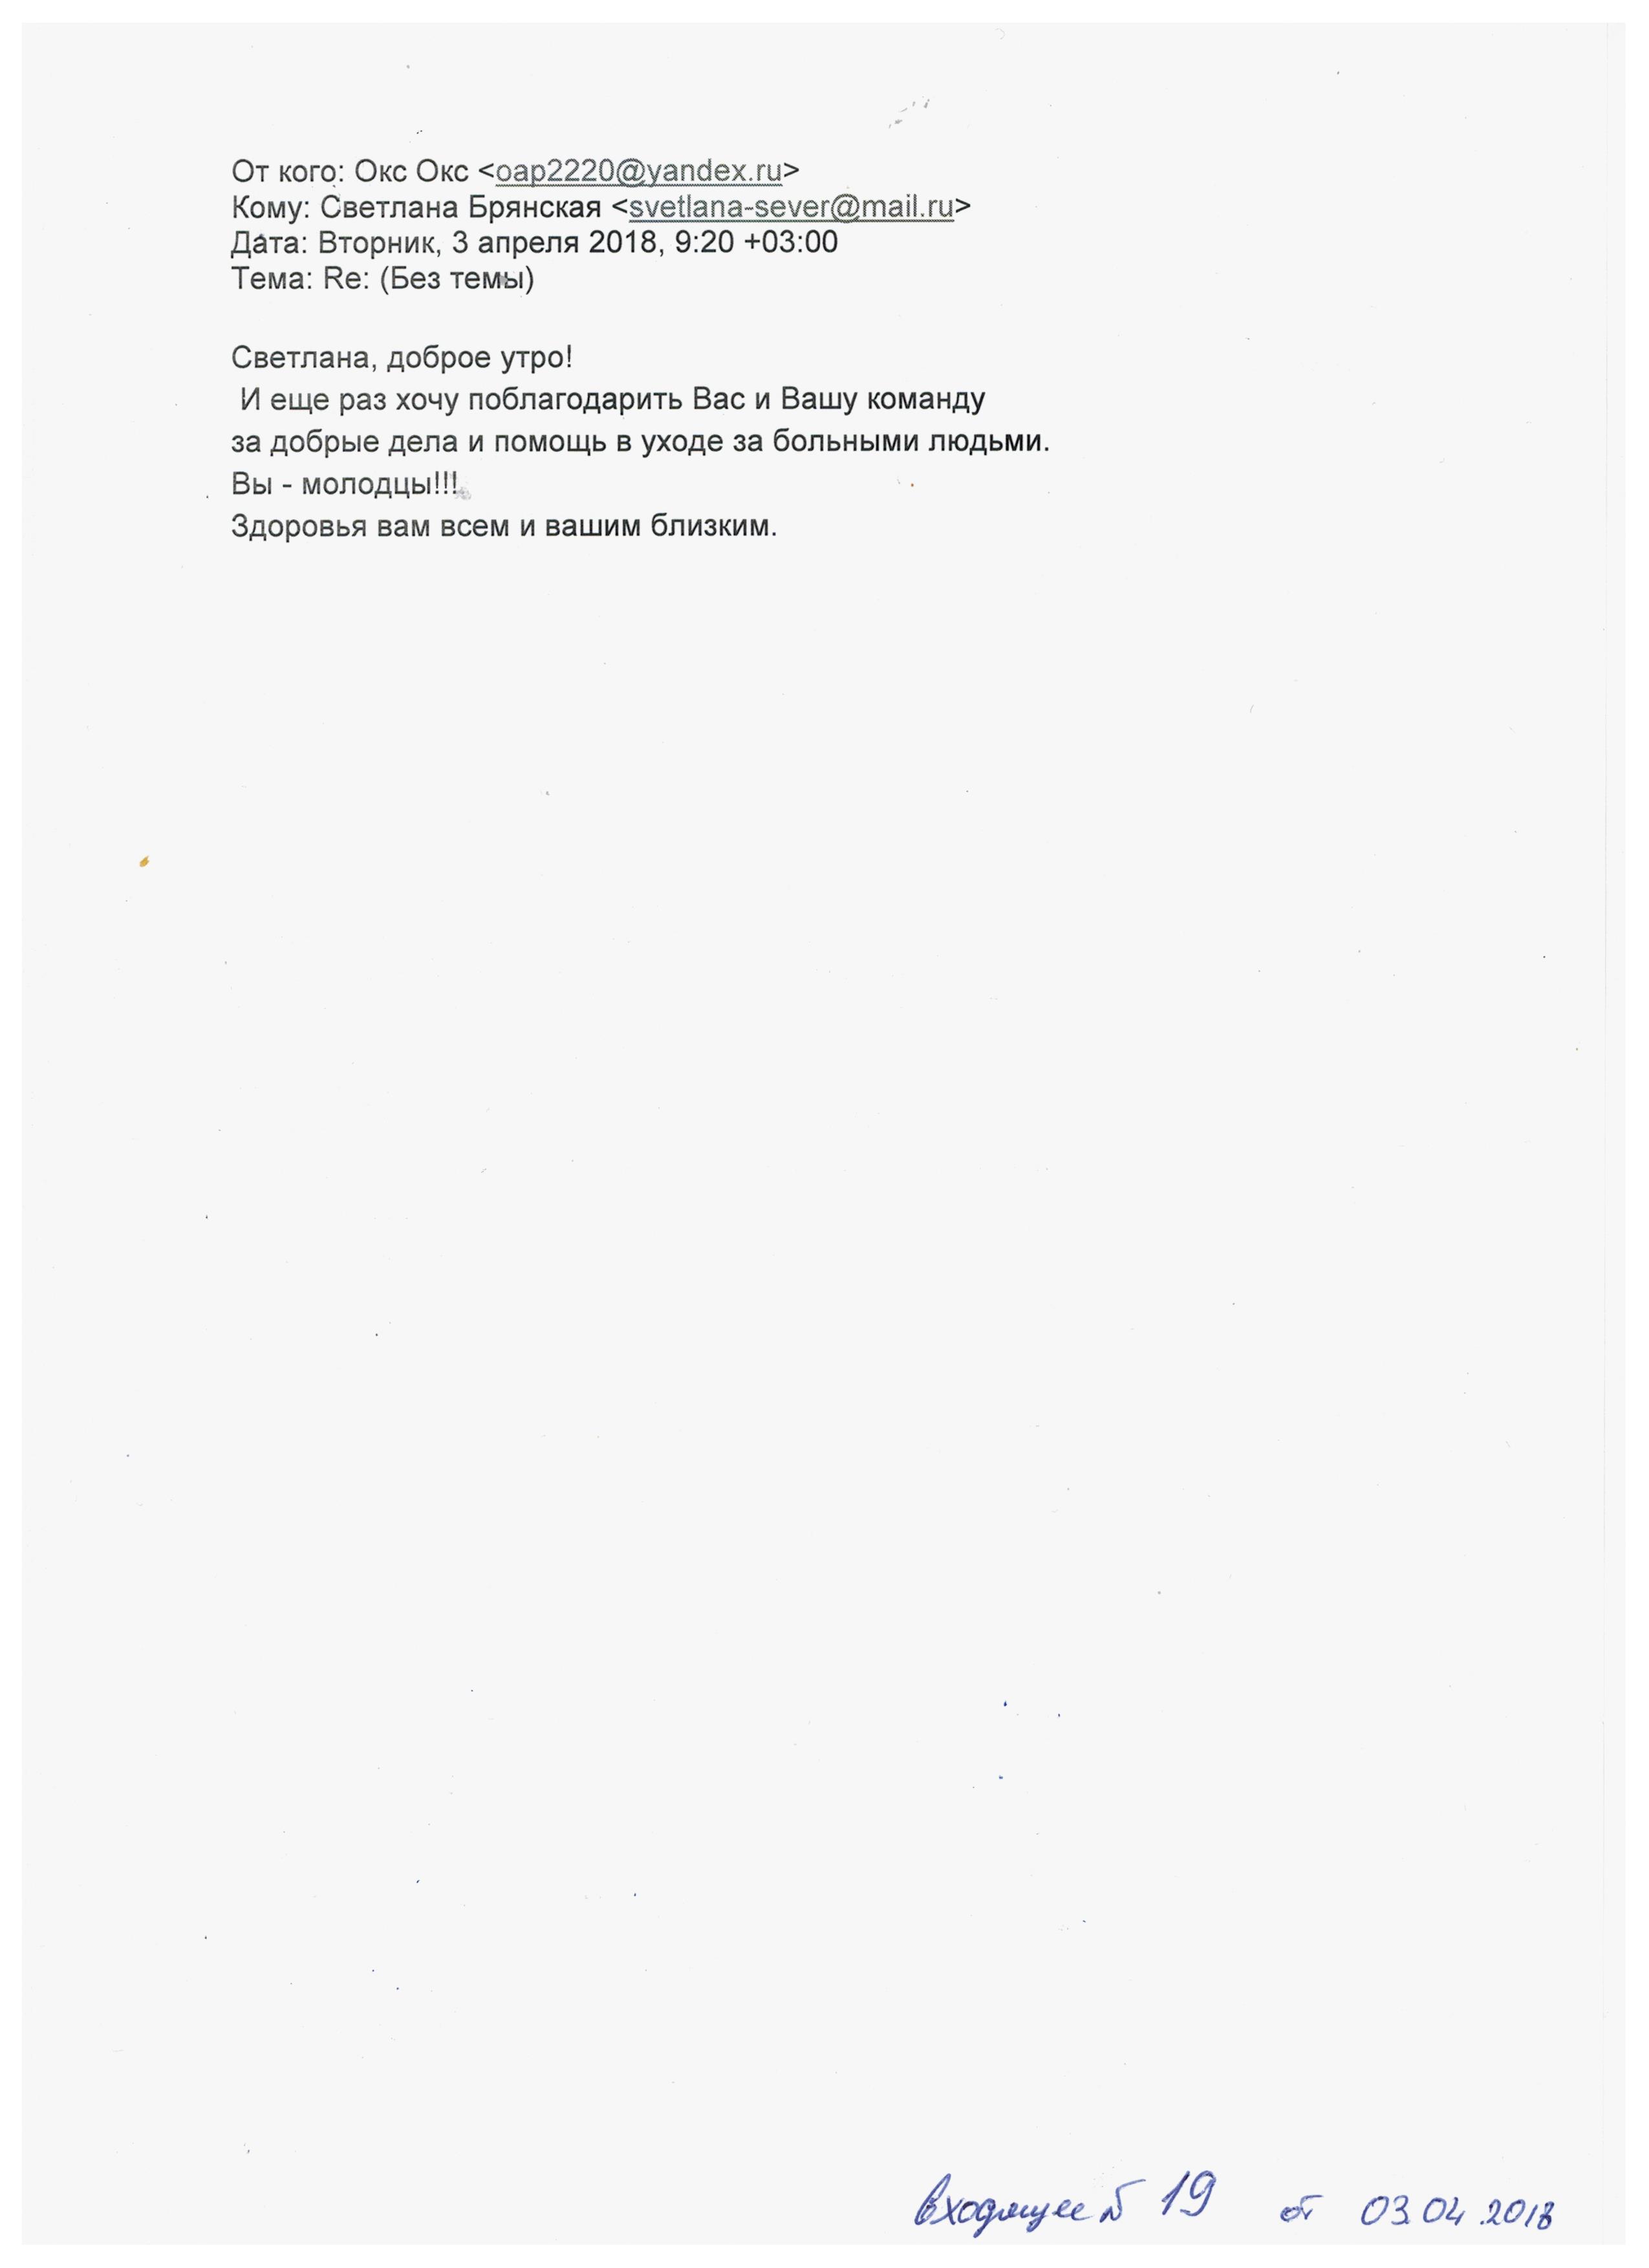 От кого: Окс Окс <oap2220@yandex.ru>
Кому: Светлана Брянская <svetlana-sever@mail.ru>
Дата: Вторник, 3 апреля 2018, 9:20 +03:00
Тема: Re: (Без темы)
Светлана, доброе утро!
И еще раз хочу поблагодарить Вас и Вашу команду
за добрые дела и помощь в уходе за больными людьми.
Вы - молодцы!!!
Здоровья вам всем и вашим близким.
входящее № 19 от 03.04.2018